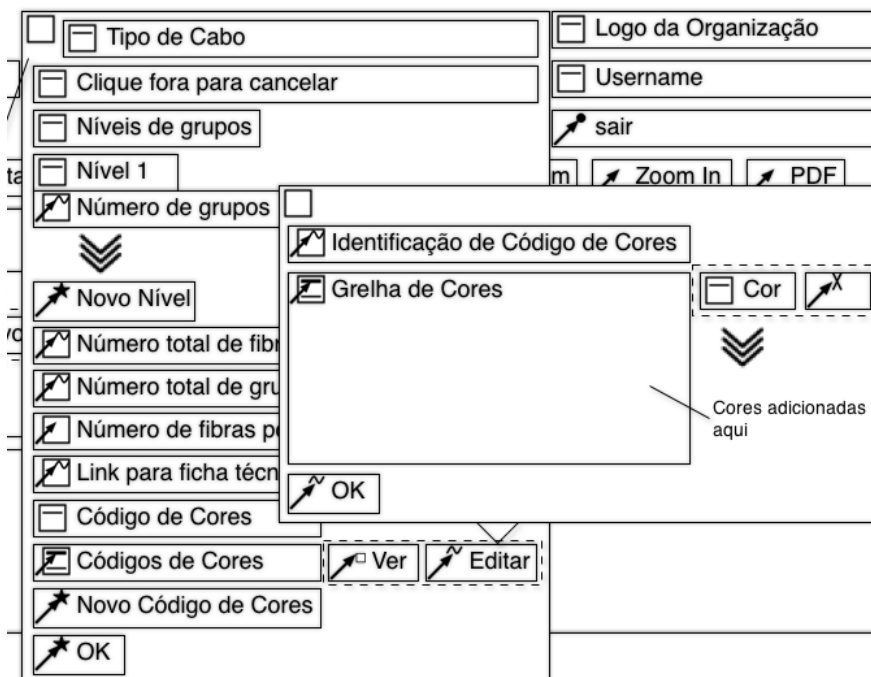 Tipo de Cabo
Clique fora para cancelar
Níveis de grupos
Nível 1
Número de grupos
Novo Nível
Número total de fibr
Número total de gru
Número de fibras p
Link para ficha técn
Código de Cores
Códigos de Cores
Ver
Editar
Novo Código de Cores
OK
Logo da Organização
Username
sair
m
Zoom In
PDF
Identificação de Código de Cores
Grelha de Cores
Cor
Cores adicionadas
aqui
OK